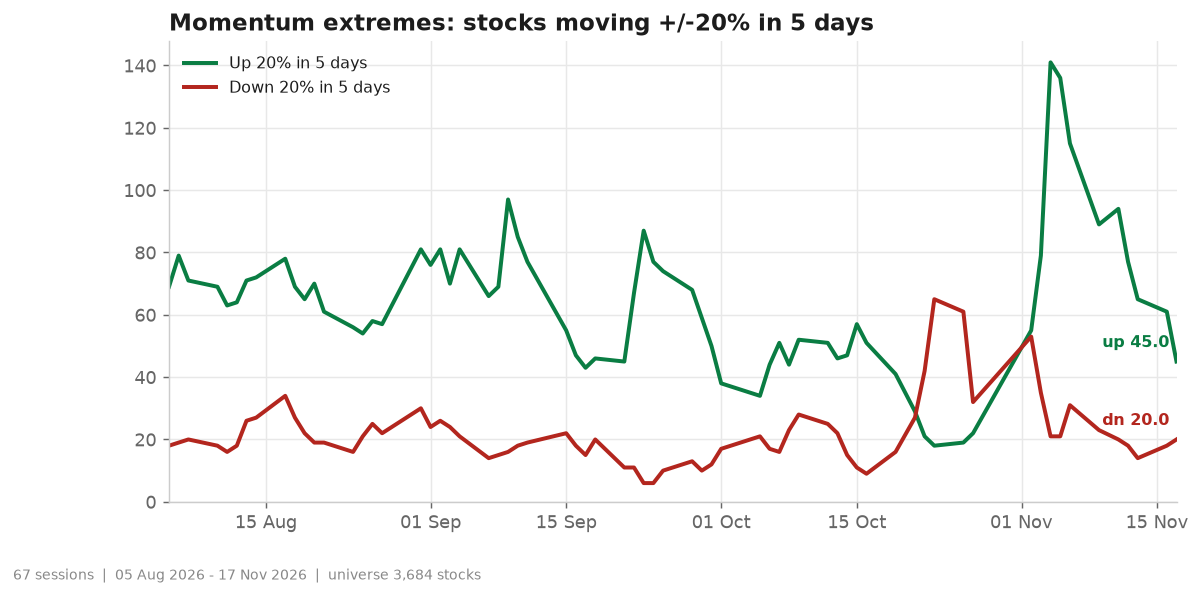 Momentum extremes: stocks moving +/-20% in 5 days
Up 20% in 5 days
Down 20% in 5 days
140
120
100
80
60
40
20
0
up 45.0
dn 20.0
15 Aug
01 Sep
15 Sep
01 Oct
15 Oct
01 Nov
15 Nov
67 sessions | 05 Aug 2026 - 17 Nov 2026 | universe 3,684 stocks